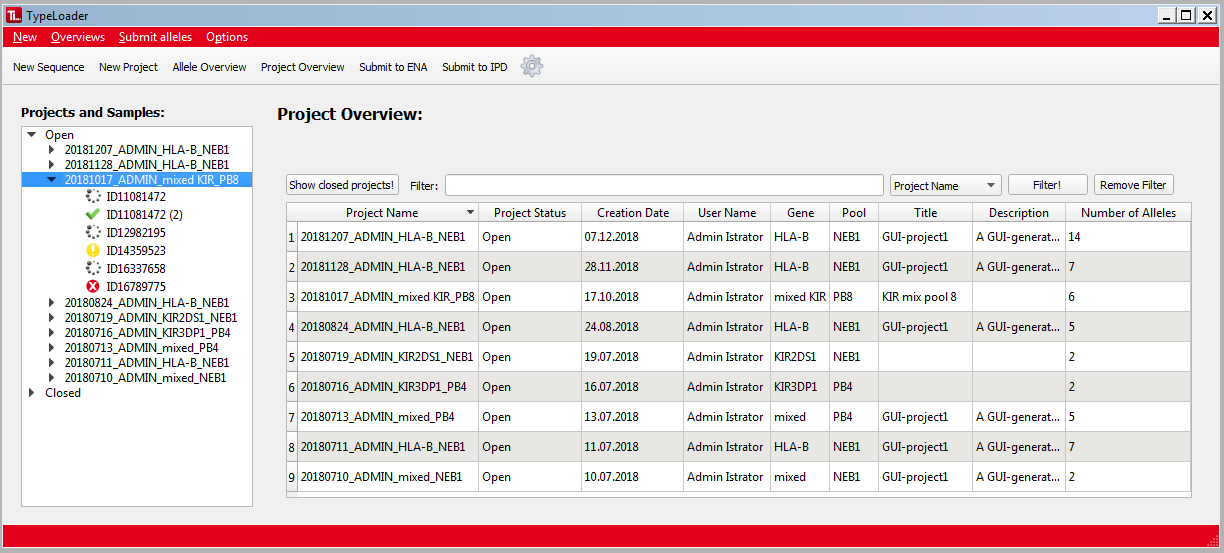 TypeLoader
New Overviews Submit alleles Options
New Sequence New Project Allele Overview Project Overview Submit to ENA Submit to IPD
Projects and Samples:
Open
20181207_ADMIN_HLA-B_NEB1
20181128_ADMIN_HLA-B_NEB1
20181017_ADMIN_mixed KIR_PB8
ID11081472
ID11081472 (2)
ID12982195
ID14359523
ID16337658
ID16789775
20180824_ADMIN_HLA-B_NEB1
20180719_ADMIN_KIR2DS1_NEB1
20180716_ADMIN_KIR3DP1_PB4
20180713_ADMIN_mixed_PB4
20180711_ADMIN_HLA-B_NEB1
20180710_ADMIN_mixed_NEB1
Closed
Project Overview:
Show closed projects! Filter: Project Name Filter! Remove Filter
Project Name Project Status Creation Date User Name Gene Pool Title Description Number of Alleles
1 20181207_ADMIN_HLA-B_NEB1 Open 07.12.2018 Admin Istrator HLA-B NEB1 GUI-project1 A GUI-generat... 14
2 20181128_ADMIN_HLA-B_NEB1 Open 28.11.2018 Admin Istrator HLA-B NEB1 GUI-project1 A GUI-generat... 7
3 20181017_ADMIN_mixed KIR_PB8 Open 17.10.2018 Admin Istrator mixed KIR PB8 KIR mix pool 8 6
4 20180824_ADMIN_HLA-B_NEB1 Open 24.08.2018 Admin Istrator HLA-B NEB1 GUI-project1 A GUI-generat... 5
5 20180719_ADMIN_KIR2DS1_NEB1 Open 19.07.2018 Admin Istrator KIR2DS1 NEB1 2
6 20180716_ADMIN_KIR3DP1_PB4 Open 16.07.2018 Admin Istrator KIR3DP1 PB4 2
7 20180713_ADMIN_mixed_PB4 Open 13.07.2018 Admin Istrator mixed PB4 GUI-project1 A GUI-generat... 5
8 20180711_ADMIN_HLA-B_NEB1 Open 11.07.2018 Admin Istrator HLA-B NEB1 GUI-project1 A GUI-generat... 7
9 20180710_ADMIN_mixed_NEB1 Open 10.07.2018 Admin Istrator mixed NEB1 GUI-project1 A GUI-generat... 2